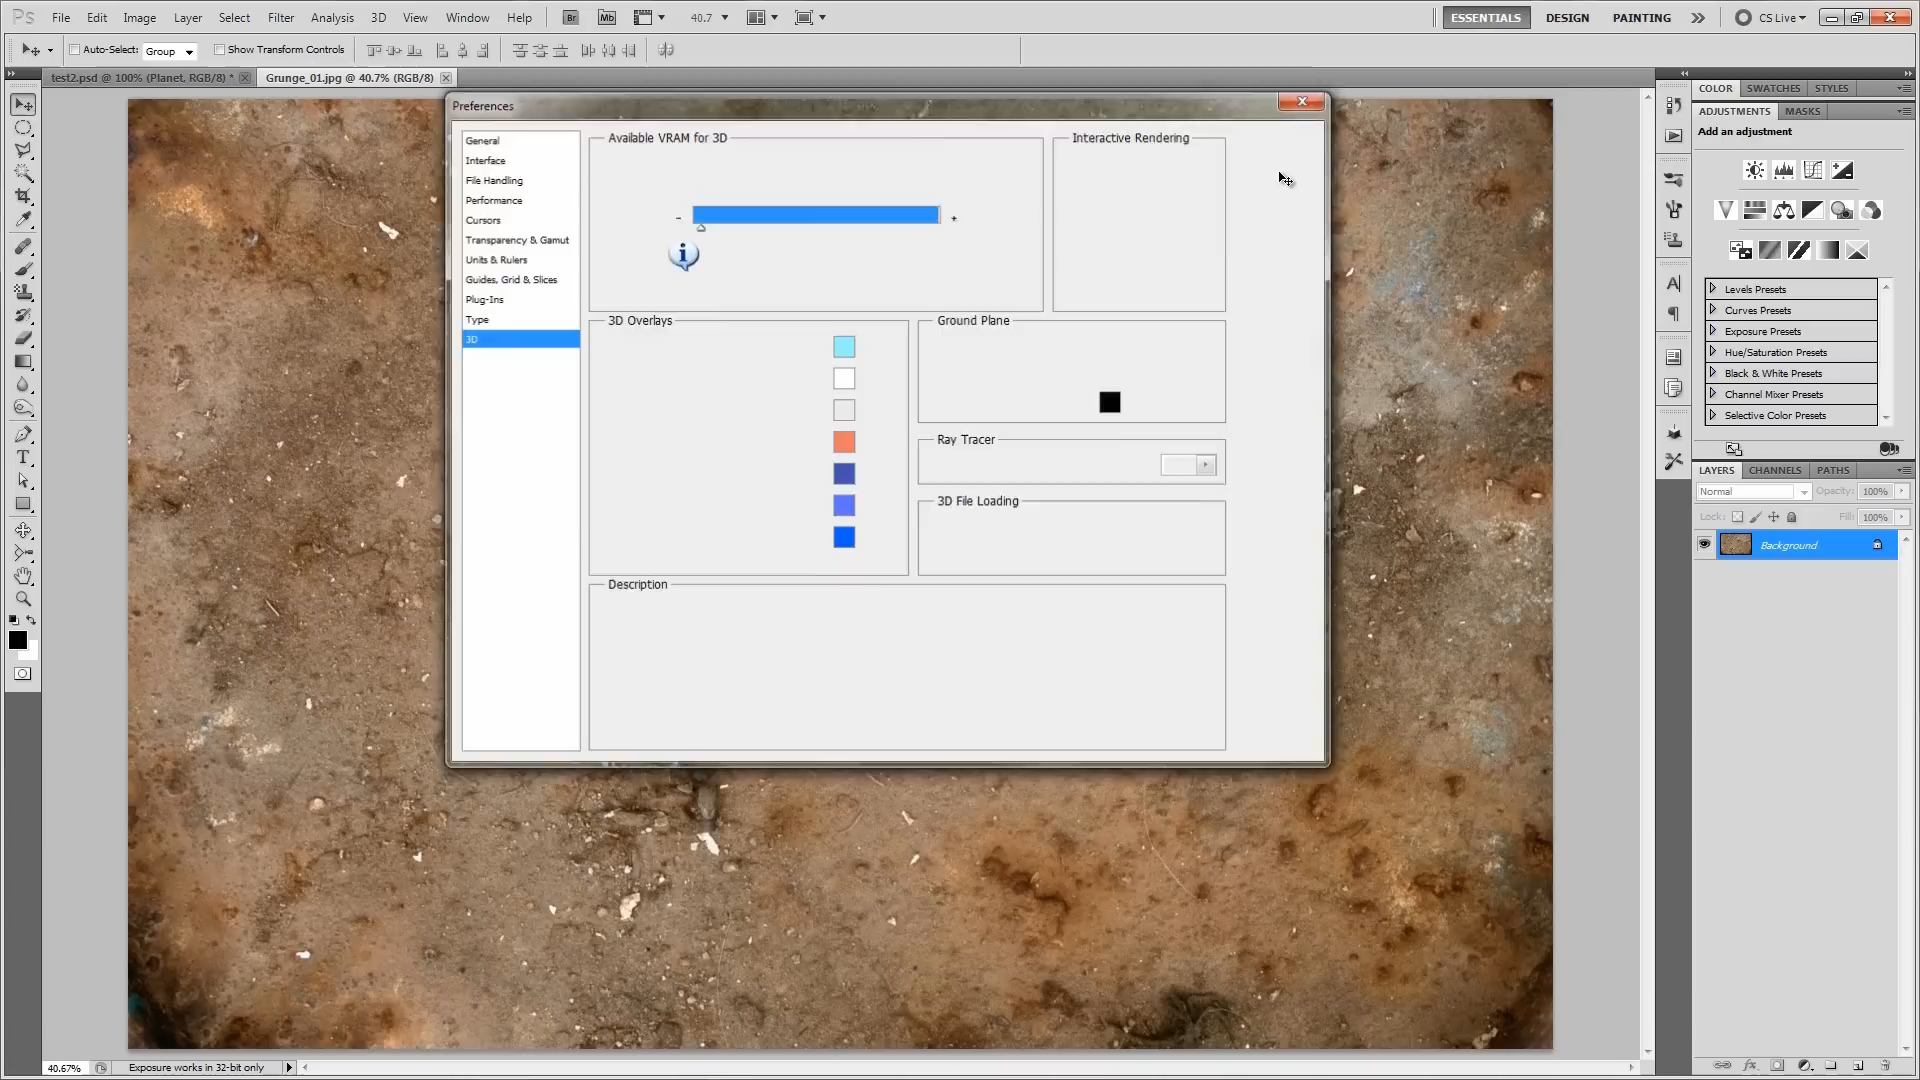 Ps File Edit Image Layer Select Filter Analysis 3D View Window Help Br Mb 40.7 ESSENTIALS DESIGN PAINTING CS Live
Auto-Select: Group Show Transform Controls
test2.psd @ 100% (Planet, RGB/8) * Grunge_01.jpg @ 40.7% (RGB/8)
Preferences
General
Interface
File Handling
Performance
Cursors
Transparency & Gamut
Units & Rulers
Guides, Grid & Slices
Plug-Ins
Type
3D
Available VRAM for 3D
- +
Interactive Rendering
3D Overlays
Ground Plane
Ray Tracer
3D File Loading
Description
COLOR SWATCHES STYLES
ADJUSTMENTS MASKS
Add an adjustment
Levels Presets
Curves Presets
Exposure Presets
Hue/Saturation Presets
Black & White Presets
Channel Mixer Presets
Selective Color Presets
LAYERS CHANNELS PATHS
Normal Opacity: 100%
Lock: Fill: 100%
Background
40.67% Exposure works in 32-bit only